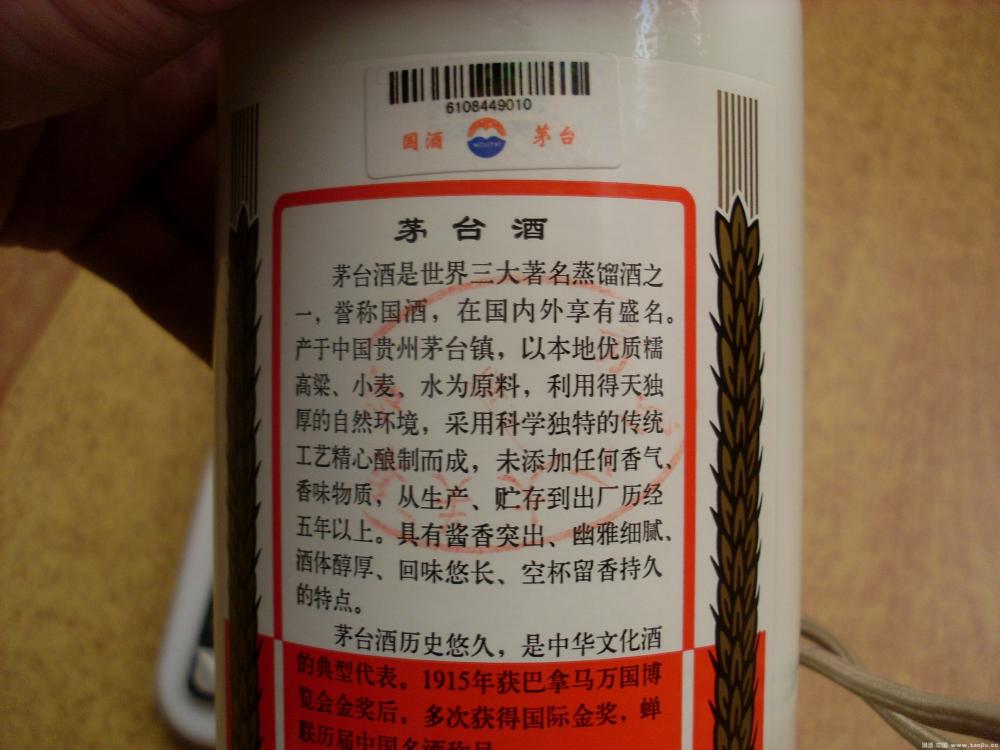 6108449010
国酒 MOUTAI 茅台
茅台酒
茅台酒是世界三大著名蒸馏酒之
一，誉称国酒，在国内外享有盛名。
产于中国贵州茅台镇，以本地优质糯
高粱、小麦、水为原料，利用得天独
厚的自然环境，采用科学独特的传统
工艺精心酿制而成，未添加任何香气、
香味物质，从生产、贮存到出厂历经
五年以上。具有酱香突出、幽雅细腻、
酒体醇厚、回味悠长、空杯留香持久
的特点。
茅台酒历史悠久，是中华文化酒
的典型代表。1915年获巴拿马万国博
览会金奖后，多次获得国际金奖，蝉
联历届中国名酒称号